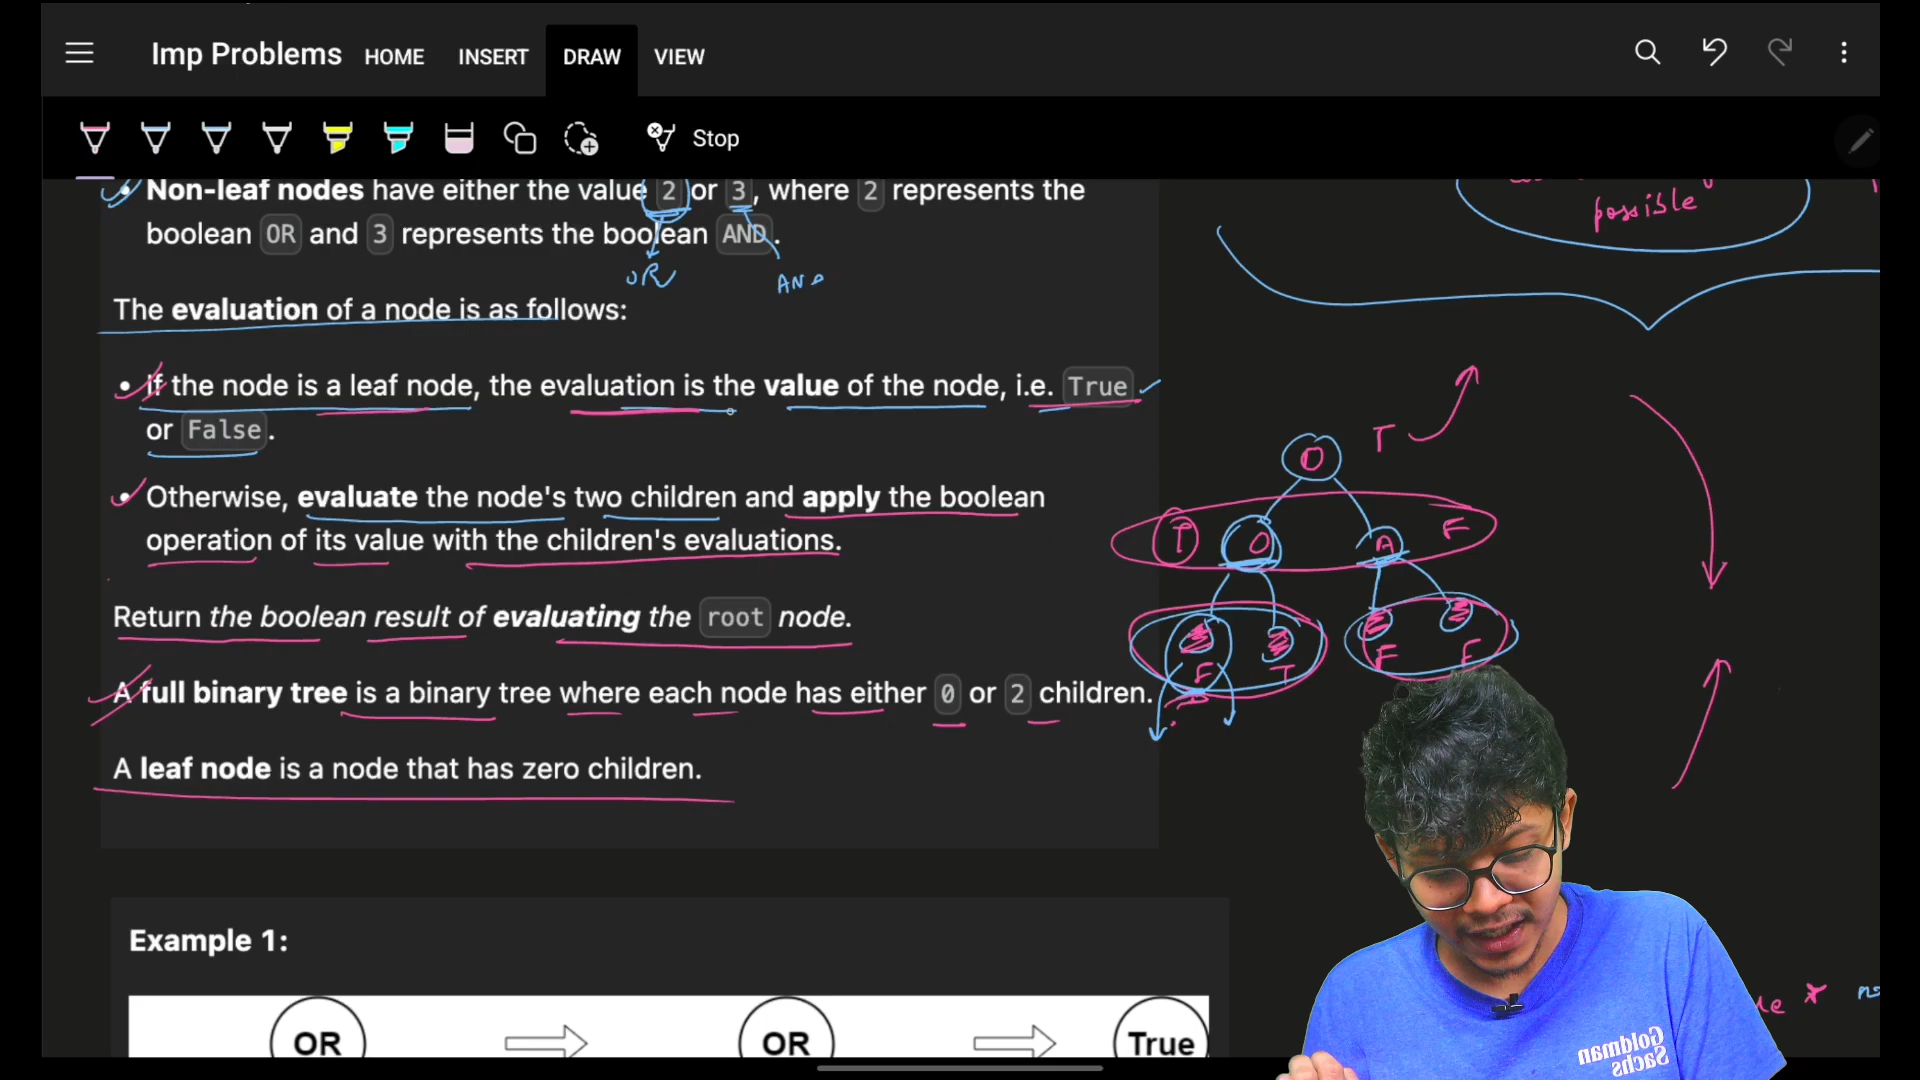 Imp Problems HOME INSERT DRAW VIEW
Stop
Non-leaf nodes have either the value 2 or 3, where 2 represents the
boolean OR and 3 represents the boolean AND.
OR AND
The evaluation of a node is as follows:
If the node is a leaf node, the evaluation is the value of the node, i.e. True
or False.
Otherwise, evaluate the node's two children and apply the boolean
operation of its value with the children's evaluations.
Return the boolean result of evaluating the root node.
A full binary tree is a binary tree where each node has either 0 or 2 children.
A leaf node is a node that has zero children.
Example 1:
OR OR True
possible
T
O
T O A F
F T F F
Goldman
Sachs